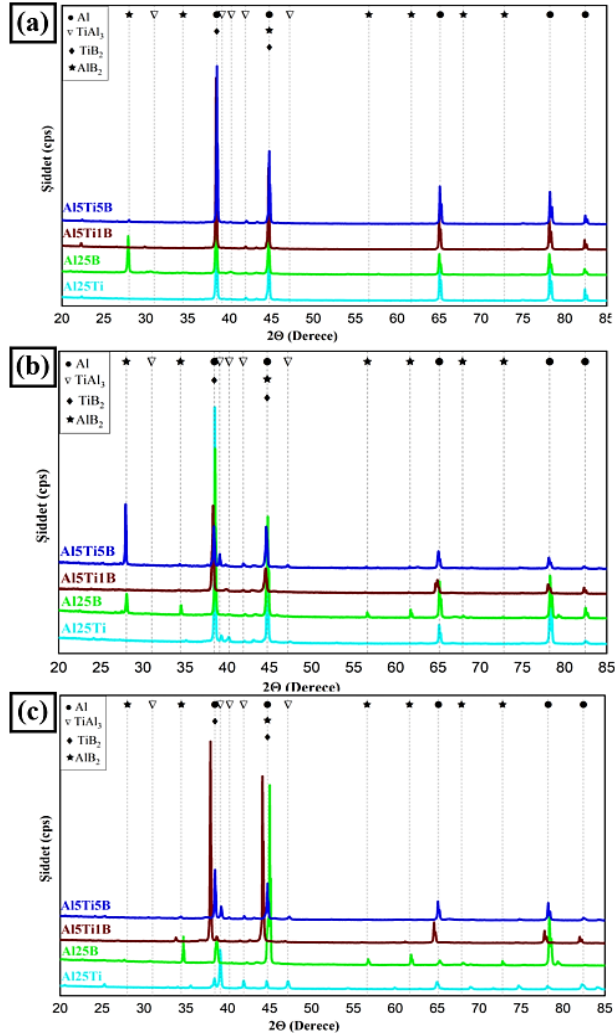 (a)
Al
TiAl3
TiB2
AlB2
Şiddet (cps)
Al5Ti5B
Al5Ti1B
Al25B
Al25Ti
20 25 30 35 40 45 50 55 60 65 70 75 80 85
2Θ (Derece)
(b)
Al
TiAl3
TiB2
AlB2
Şiddet (cps)
Al5Ti5B
Al5Ti1B
Al25B
Al25Ti
20 25 30 35 40 45 50 55 60 65 70 75 80 85
2Θ (Derece)
(c)
Al
TiAl3
TiB2
AlB2
Şiddet (cps)
Al5Ti5B
Al5Ti1B
Al25B
Al25Ti
20 25 30 35 40 45 50 55 60 65 70 75 80 85
2Θ (Derece)